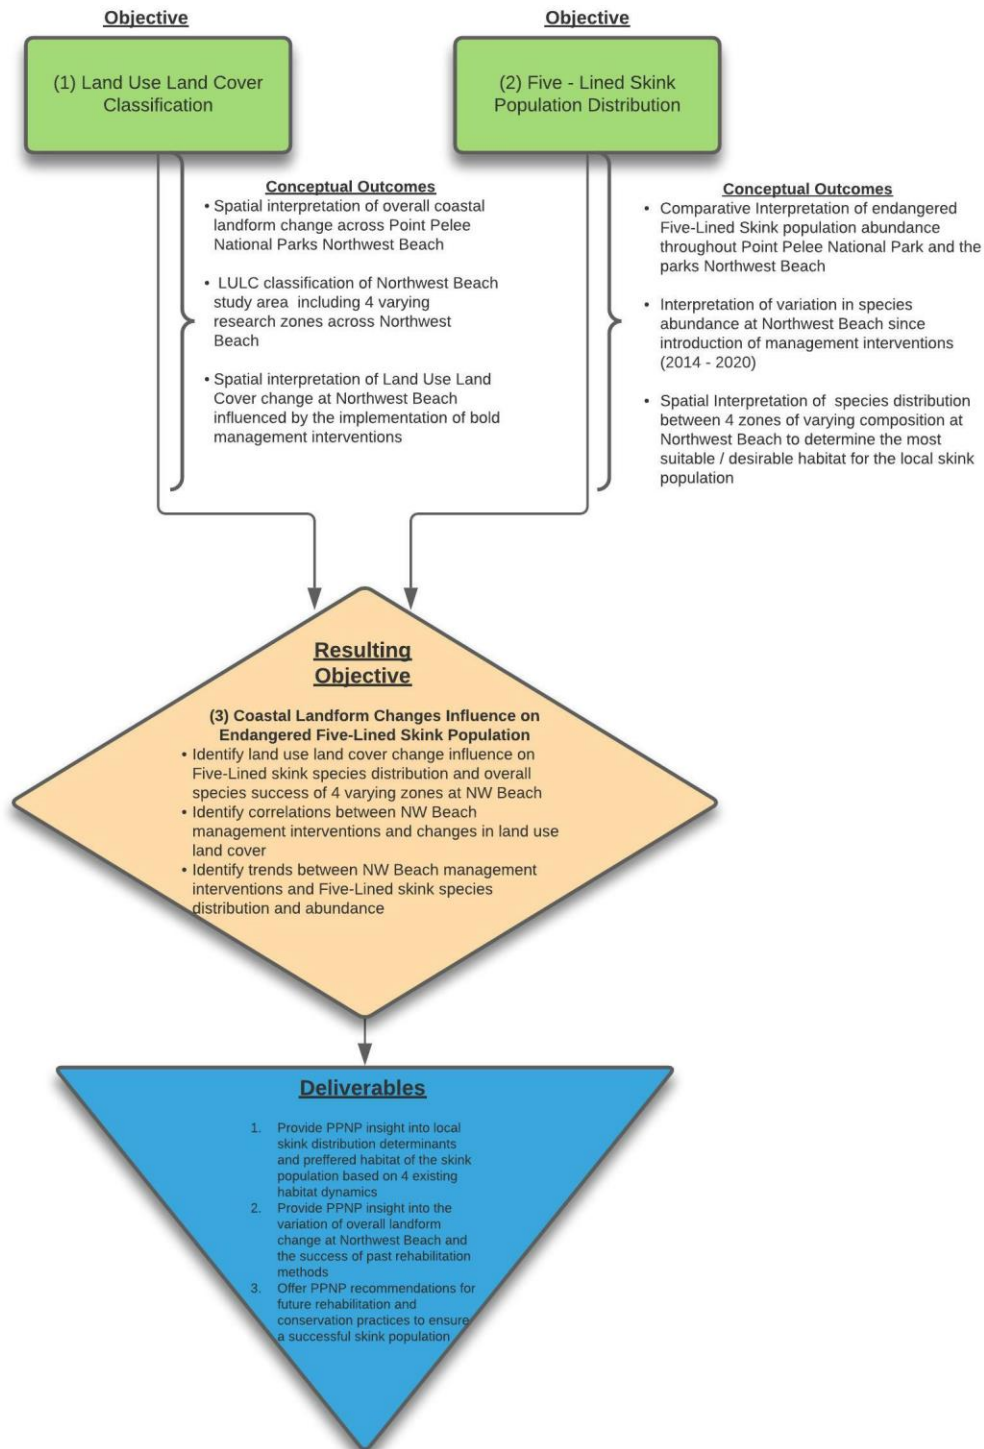 Objective
(1) Land Use Land Cover
Classification
Conceptual Outcomes
• Spatial interpretation of overall coastal
landform change across Point Pelee
National Parks Northwest Beach
• LULC classification of Northwest Beach
study area including 4 varying
research zones across Northwest
Beach
• Spatial interpretation of Land Use Land
Cover change at Northwest Beach
influenced by the implementation of bold
management interventions
Objective
(2) Five - Lined Skink
Population Distribution
Conceptual Outcomes
• Comparative Interpretation of endangered
Five-Lined Skink population abundance
throughout Point Pelee National Park and the
parks Northwest Beach
• Interpretation of variation in species
abundance at Northwest Beach since
introduction of management interventions
(2014 - 2020)
• Spatial Interpretation of species distribution
between 4 zones of varying composition at
Northwest Beach to determine the most
suitable / desirable habitat for the local skink
population
Resulting
Objective
(3) Coastal Landform Changes Influence on
Endangered Five-Lined Skink Population
• Identify land use land cover change influence on
Five-Lined skink species distribution and overall
species success of 4 varying zones at NW Beach
• Identify correlations between NW Beach
management interventions and changes in land use
land cover
• Identify trends between NW Beach management
interventions and Five-Lined skink species
distribution and abundance
Deliverables
1. Provide PPNP insight into local
skink distribution determinants
and preffered habitat of the skink
population based on 4 existing
habitat dynamics
2. Provide PPNP insight into the
variation of overall landform
change at Northwest Beach and
the success of past rehabilitation
methods
3. Offer PPNP recommendations for
future rehabilitation and
conservation practices to ensure
a successful skink population